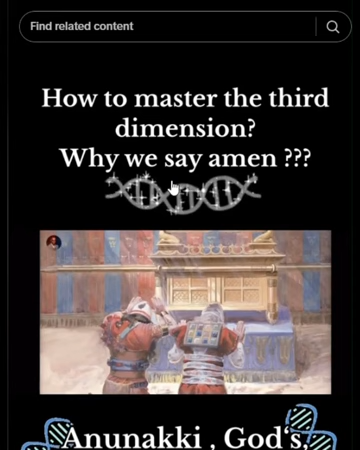 Find related content
How to master the third
dimension?
Why we say amen ???
Anunakki , God's,